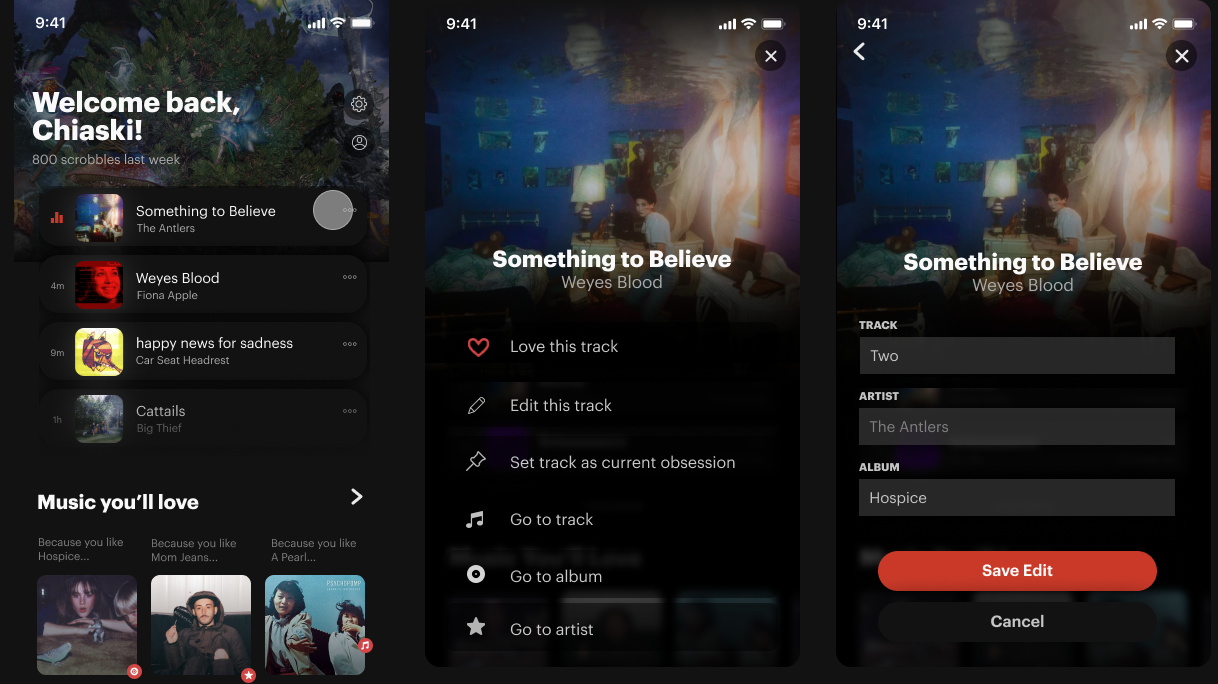 9:41
Welcome back,
Chiaski!
800 scrobbles last week
Something to Believe
The Antlers
4m
Weyes Blood
Fiona Apple
9m
happy news for sadness
Car Seat Headrest
1h
Cattails
Big Thief
Music you'll love
Because you like
Hospice...
Because you like
Mom Jeans...
Because you like
A Pearl...
PSYCHOPOMP
9:41
Something to Believe
Weyes Blood
Love this track
Edit this track
Set track as current obsession
Go to track
Go to album
Go to artist
9:41
Something to Believe
Weyes Blood
TRACK
Two
ARTIST
The Antlers
ALBUM
Hospice
Save Edit
Cancel